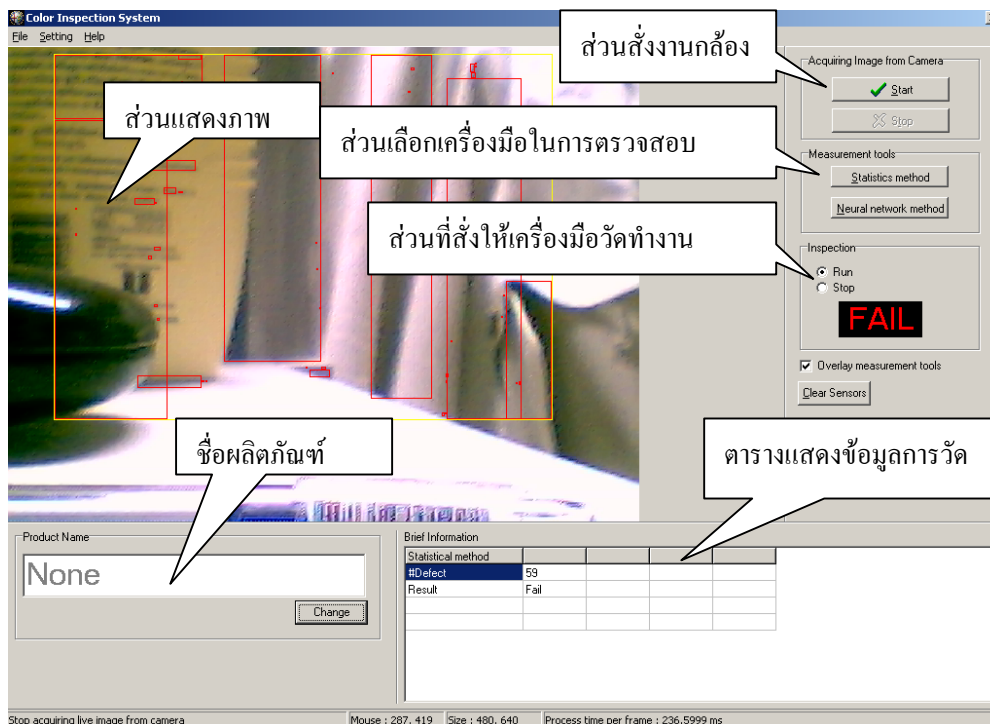 Color Inspection System
File Setting Help
ส่วนสั่งงานกล้อง
Acquiring Image from Camera
Start
Stop
ส่วนแสดงภาพ
ส่วนเลือกเครื่องมือในการตรวจสอบ
Measurement tools
Statistics method
Neural network method
ส่วนที่สั่งให้เครื่องมือวัดทำงาน
Inspection
Run
Stop
FAIL
Overlay measurement tools
Clear Sensors
ชื่อผลิตภัณฑ์
ตารางแสดงข้อมูลการวัด
Product Name
None
Change
Brief Information
Statistical method
#Defect 59
Result Fail
Stop acquiring live image from camera Mouse : 287, 419 Size : 480, 640 Process time per frame : 236.5999 ms